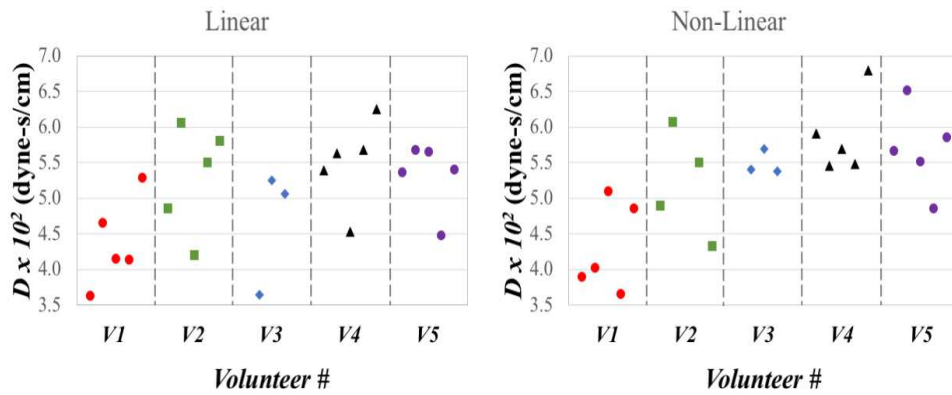 Linear
D x 10² (dyne-s/cm)
7.0
6.5
6.0
5.5
5.0
4.5
4.0
3.5
V1 V2 V3 V4 V5
Volunteer #
Non-Linear
D x 10² (dyne-s/cm)
7.0
6.5
6.0
5.5
5.0
4.5
4.0
3.5
V1 V2 V3 V4 V5
Volunteer #